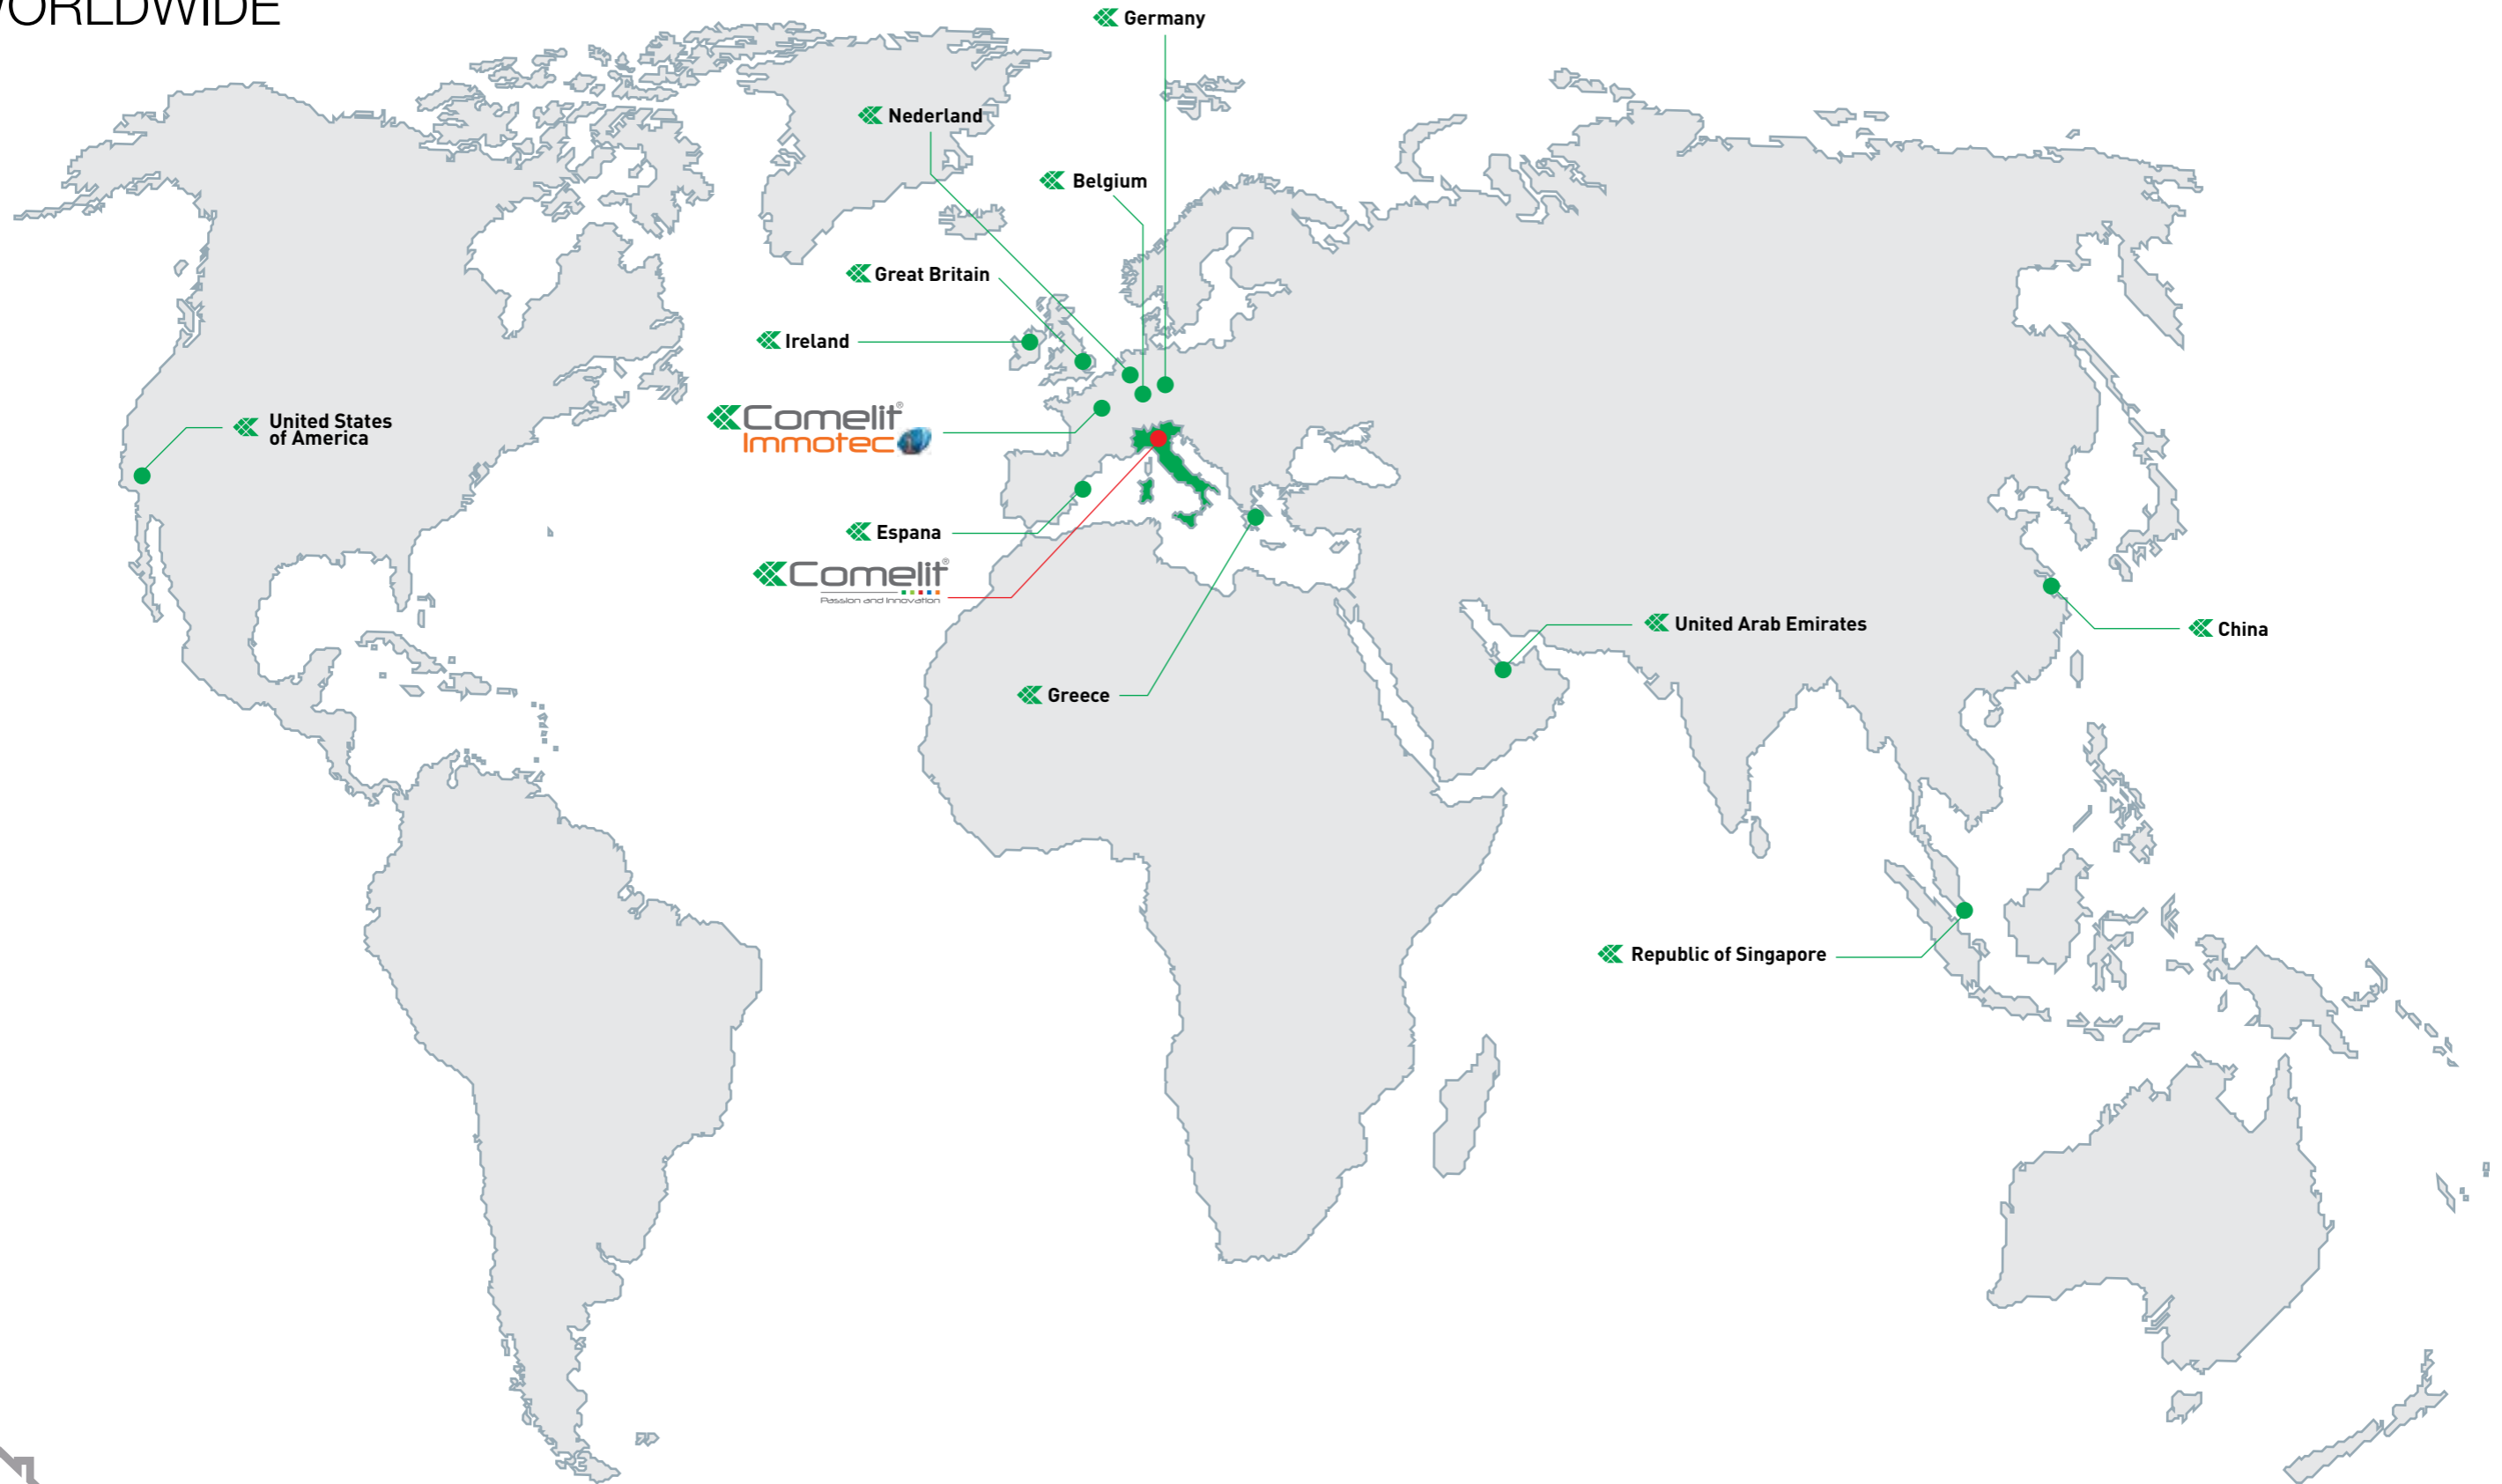 WORLDWIDE
Germany
Nederland
Belgium
Great Britain
Ireland
United States
of America
Comelit®
Immotec
Espana
Comelit®
Passion and Innovation
United Arab Emirates
China
Greece
Republic of Singapore